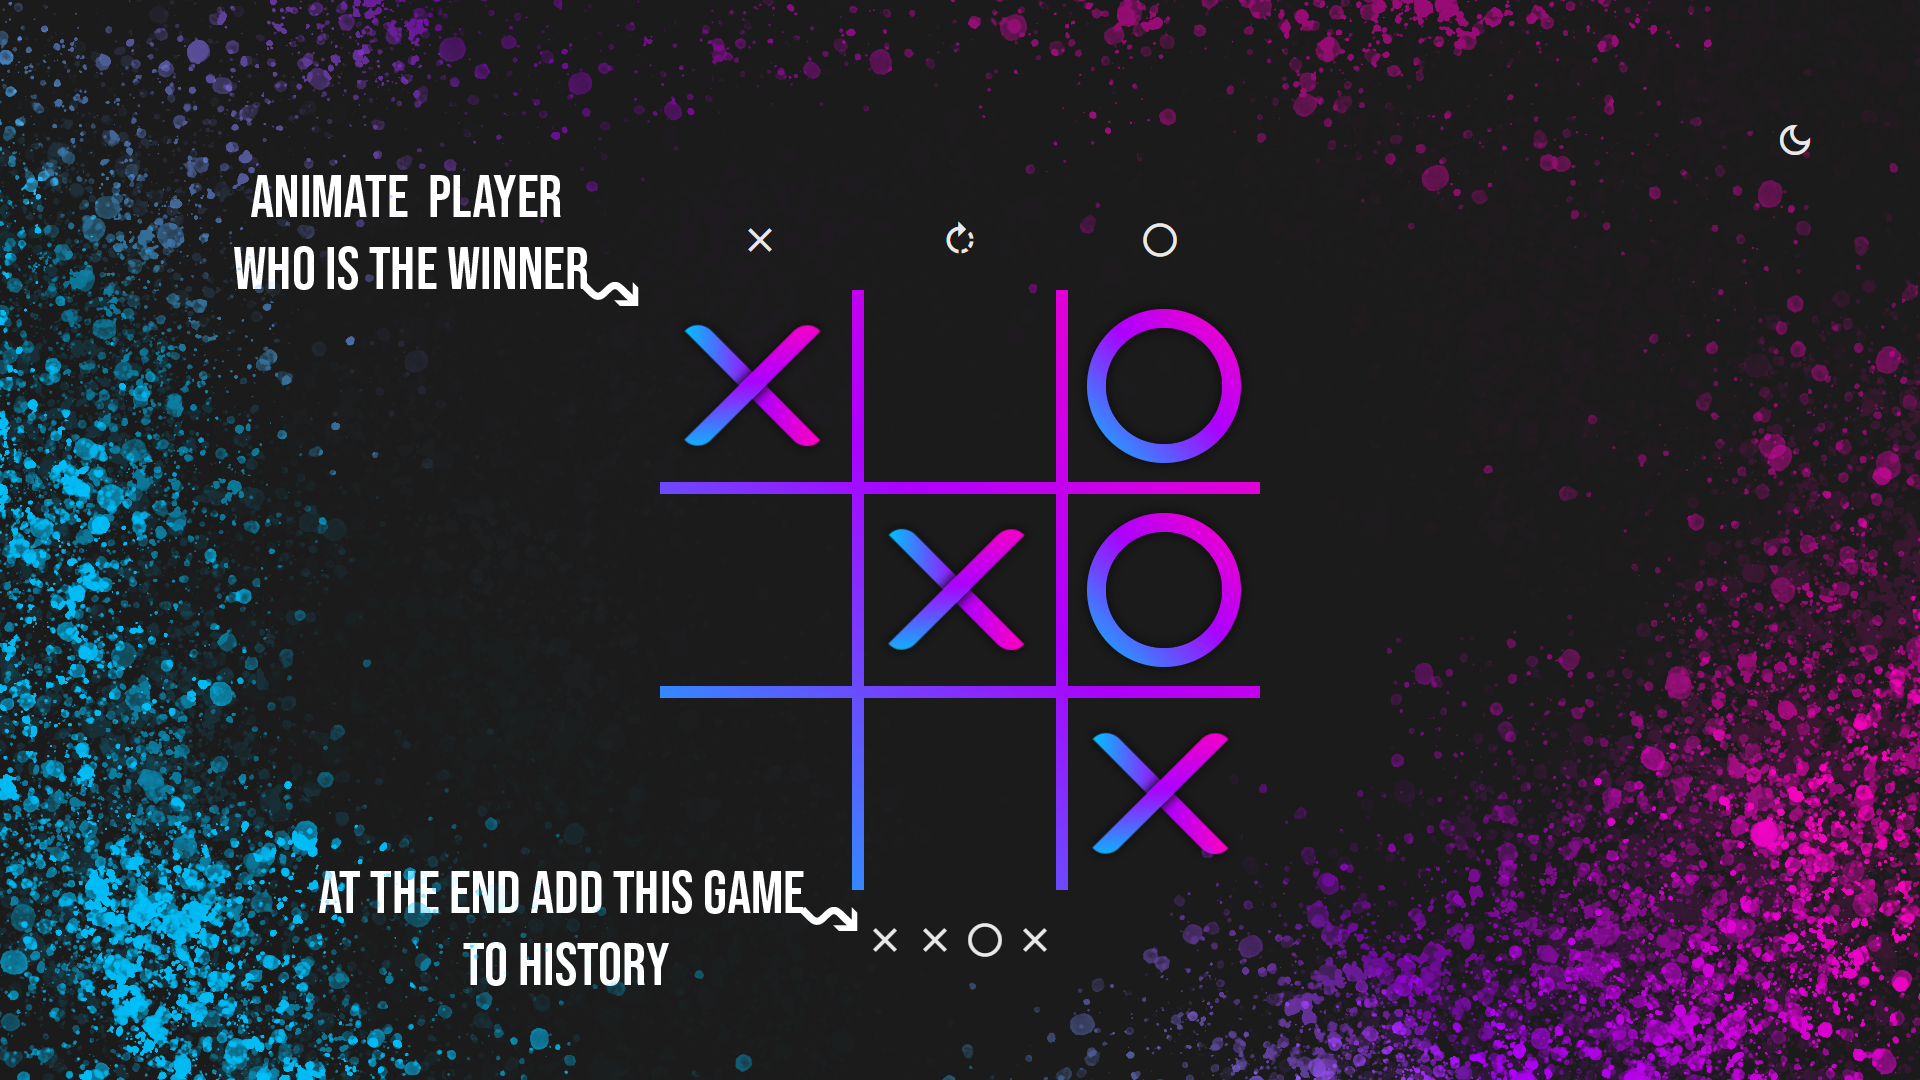 ANIMATE PLAYER
WHO IS THE WINNER
AT THE END ADD THIS GAME
TO HISTORY